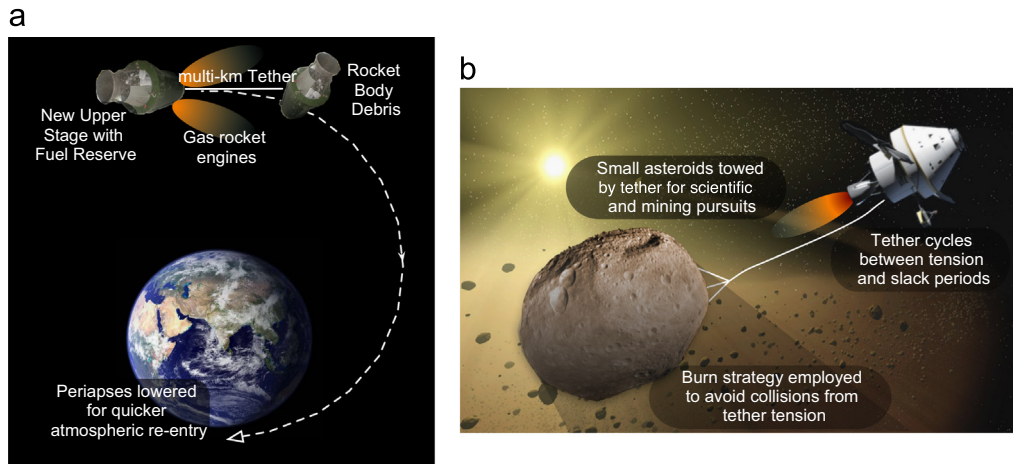 a
multi-km Tether
Rocket
Body
Debris
New Upper
Stage with
Fuel Reserve
Gas rocket
engines
Periapses lowered
for quicker
atmospheric re-entry
b
Small asteroids towed
by tether for scientific
and mining pursuits
Tether cycles
between tension
and slack periods
Burn strategy employed
to avoid collisions from
tether tension